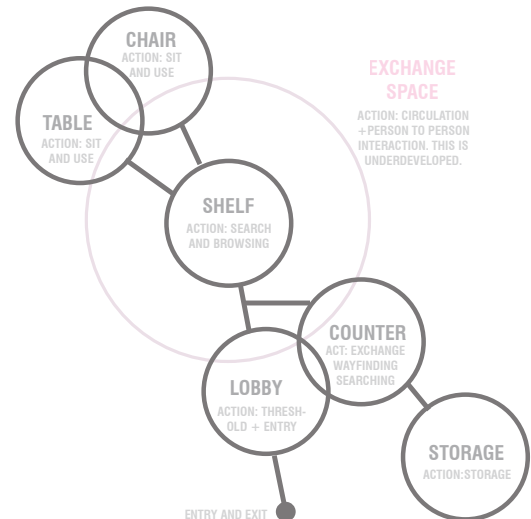 CHAIR
ACTION: SIT
AND USE
EXCHANGE
SPACE
ACTION: CIRCULATION
+PERSON TO PERSON
INTERACTION. THIS IS
UNDERDEVELOPED.
TABLE
ACTION: SIT
AND USE
SHELF
ACTION: SEARCH
AND BROWSING
COUNTER
ACT: EXCHANGE
WAYFINDING
SEARCHING
LOBBY
ACTION: THRESH-
OLD + ENTRY
STORAGE
ACTION:STORAGE
ENTRY AND EXIT